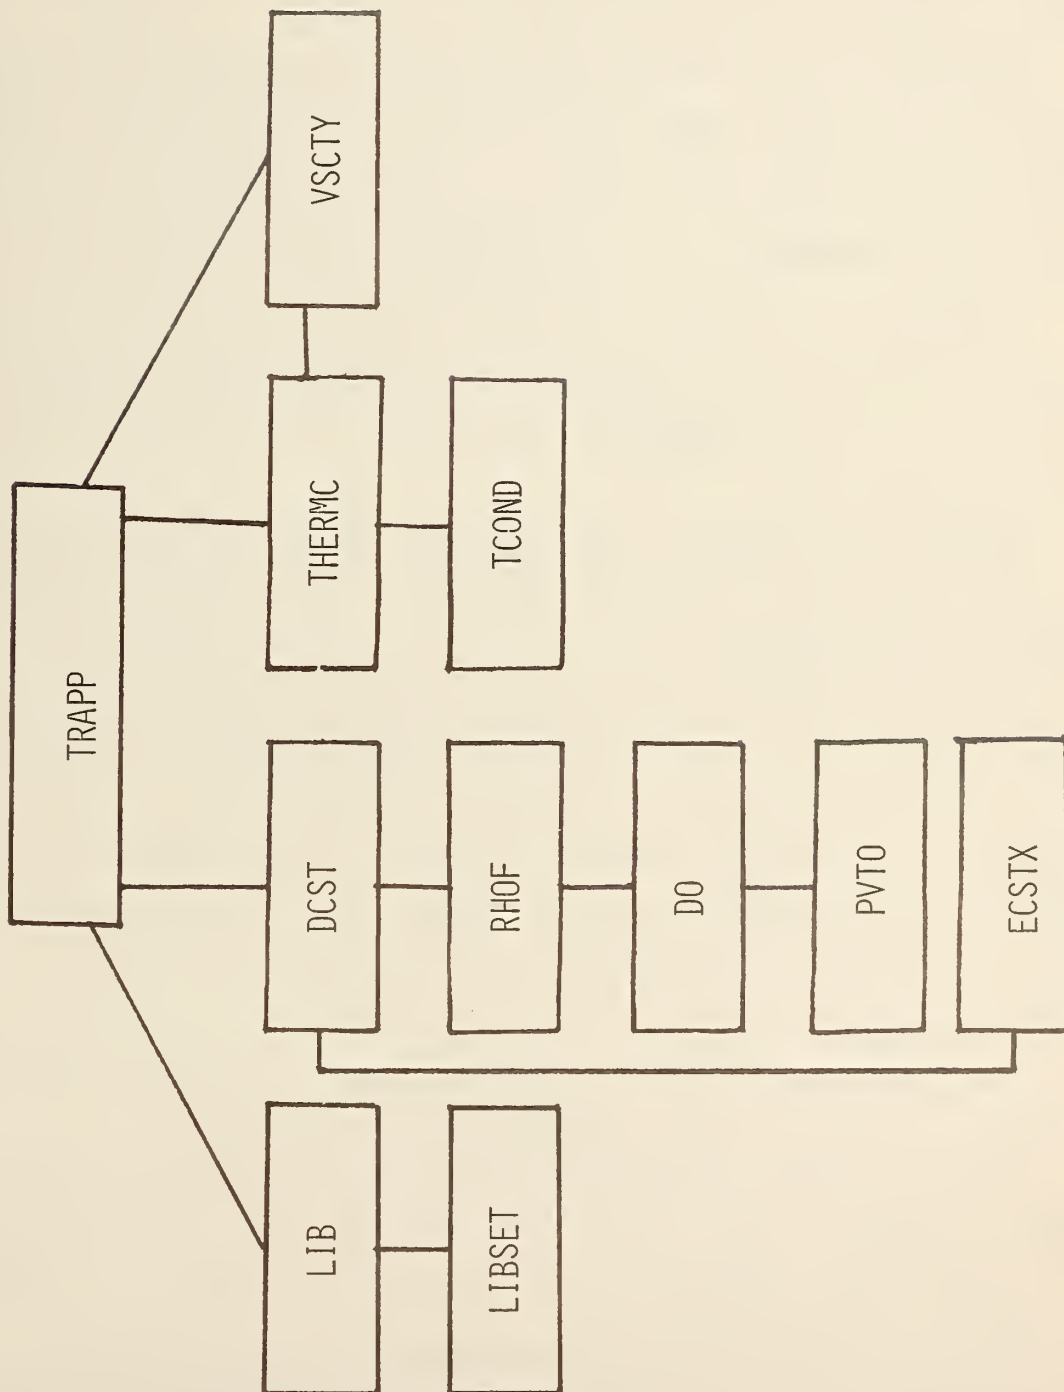 TRAPP
LIB
DCST
THERMC
VSCTY
LIBSET
RHOF
TCOND
DO
PVTO
ECSTX